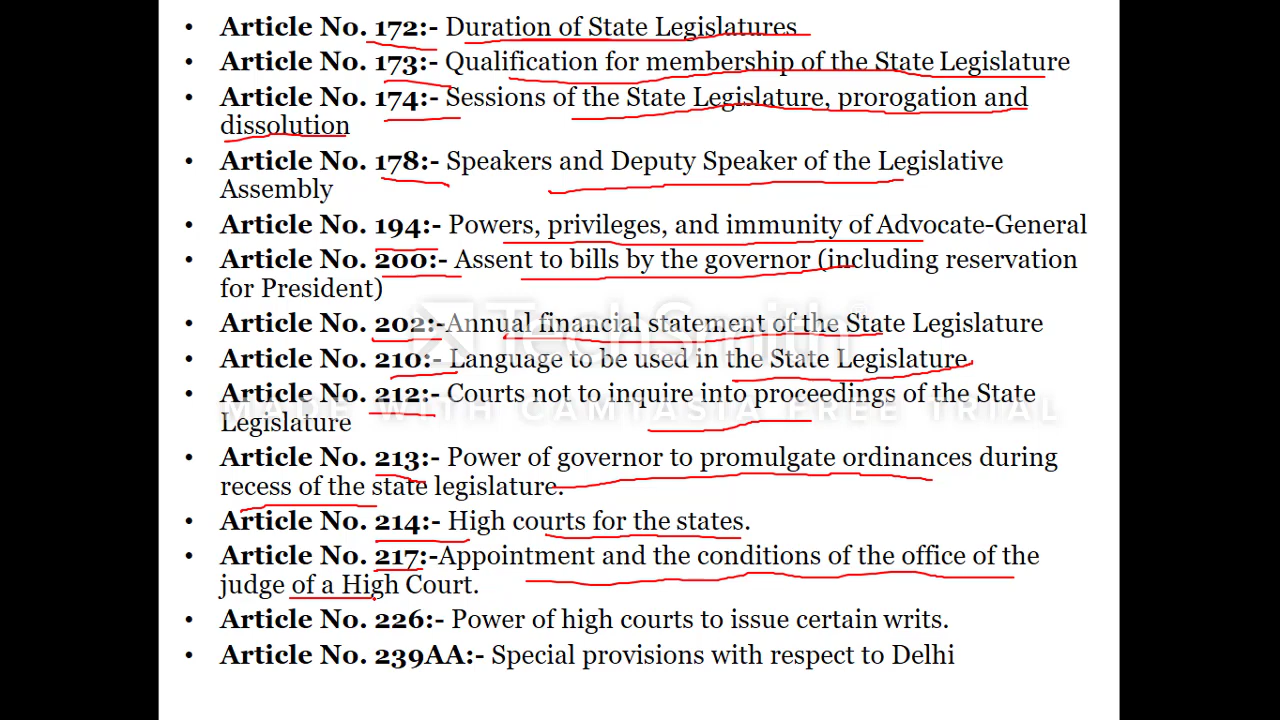 • Article No. 172:- Duration of State Legislatures
• Article No. 173:- Qualification for membership of the State Legislature
• Article No. 174:- Sessions of the State Legislature, prorogation and
dissolution
• Article No. 178:- Speakers and Deputy Speaker of the Legislative
Assembly
• Article No. 194:- Powers, privileges, and immunity of Advocate-General
• Article No. 200:- Assent to bills by the governor (including reservation
for President)
• Article No. 202:-Annual financial statement of the State Legislature
TechSmith
• Article No. 210:- Language to be used in the State Legislature
• Article No. 212:- Courts not to inquire into proceedings of the State
MADE WITH CAMTASIA FREE TRIAL
Legislature
• Article No. 213:- Power of governor to promulgate ordinances during
recess of the state legislature.
• Article No. 214:- High courts for the states.
• Article No. 217:-Appointment and the conditions of the office of the
judge of a High Court.
• Article No. 226:- Power of high courts to issue certain writs.
• Article No. 239AA:- Special provisions with respect to Delhi